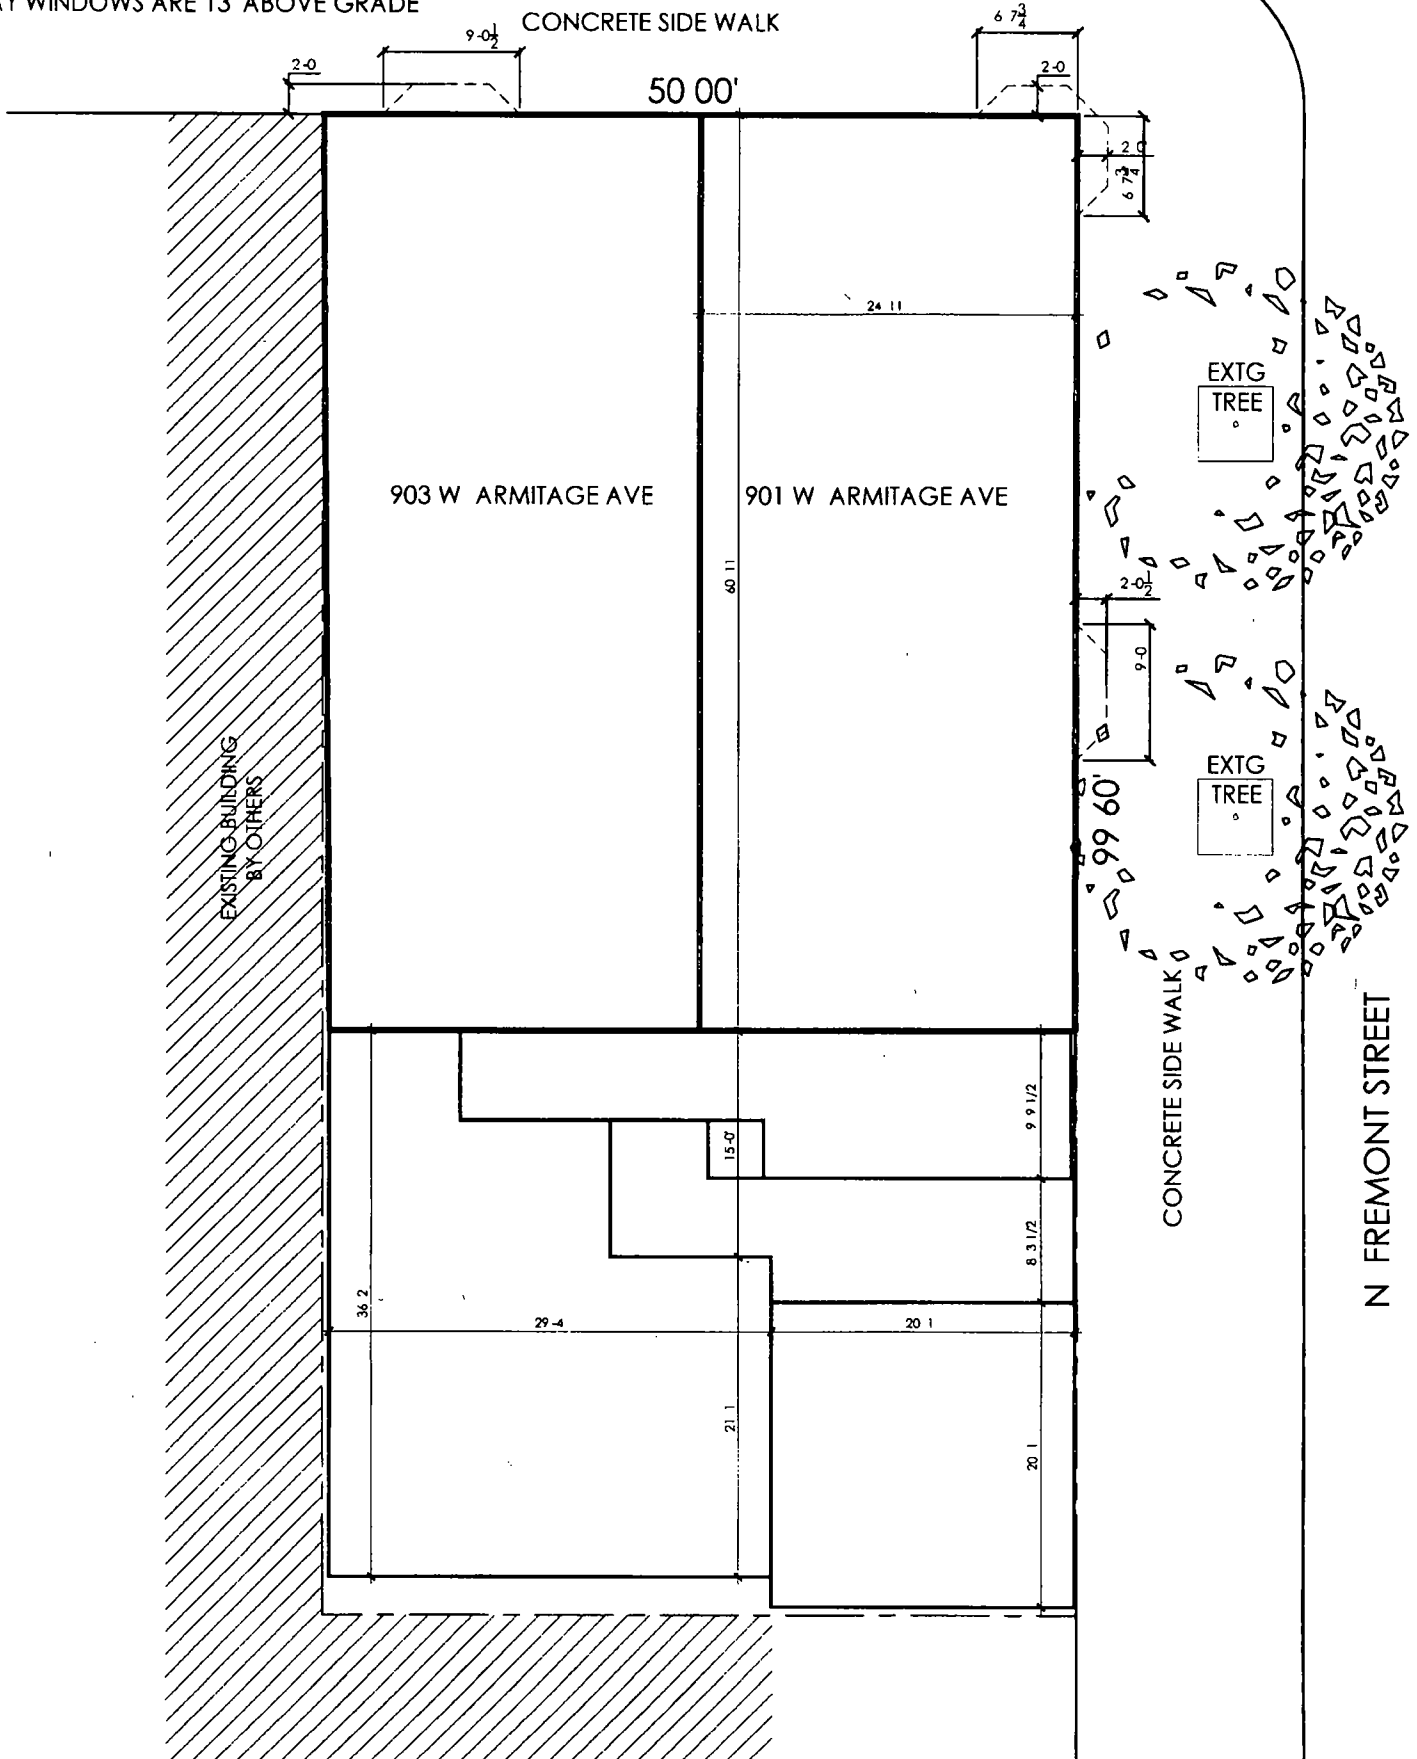 WINDOWS ARE 13' ABOVE GRADE
CONCRETE SIDE WALK
9-0½
6 7¾
2-0
2-0
50 00'
2 0
6 7¾
24 11
EXTG
TREE
903 W ARMITAGE AVE
901 W ARMITAGE AVE
60 11
2-0½
9-0
EXISTING BUILDING
BY OTHERS
EXTG
TREE
99 60'
CONCRETE SIDE WALK
N FREMONT STREET
9 9 1/2
15-0
8 3 1/2
36 2
29-4
20 1
21 1
20 1